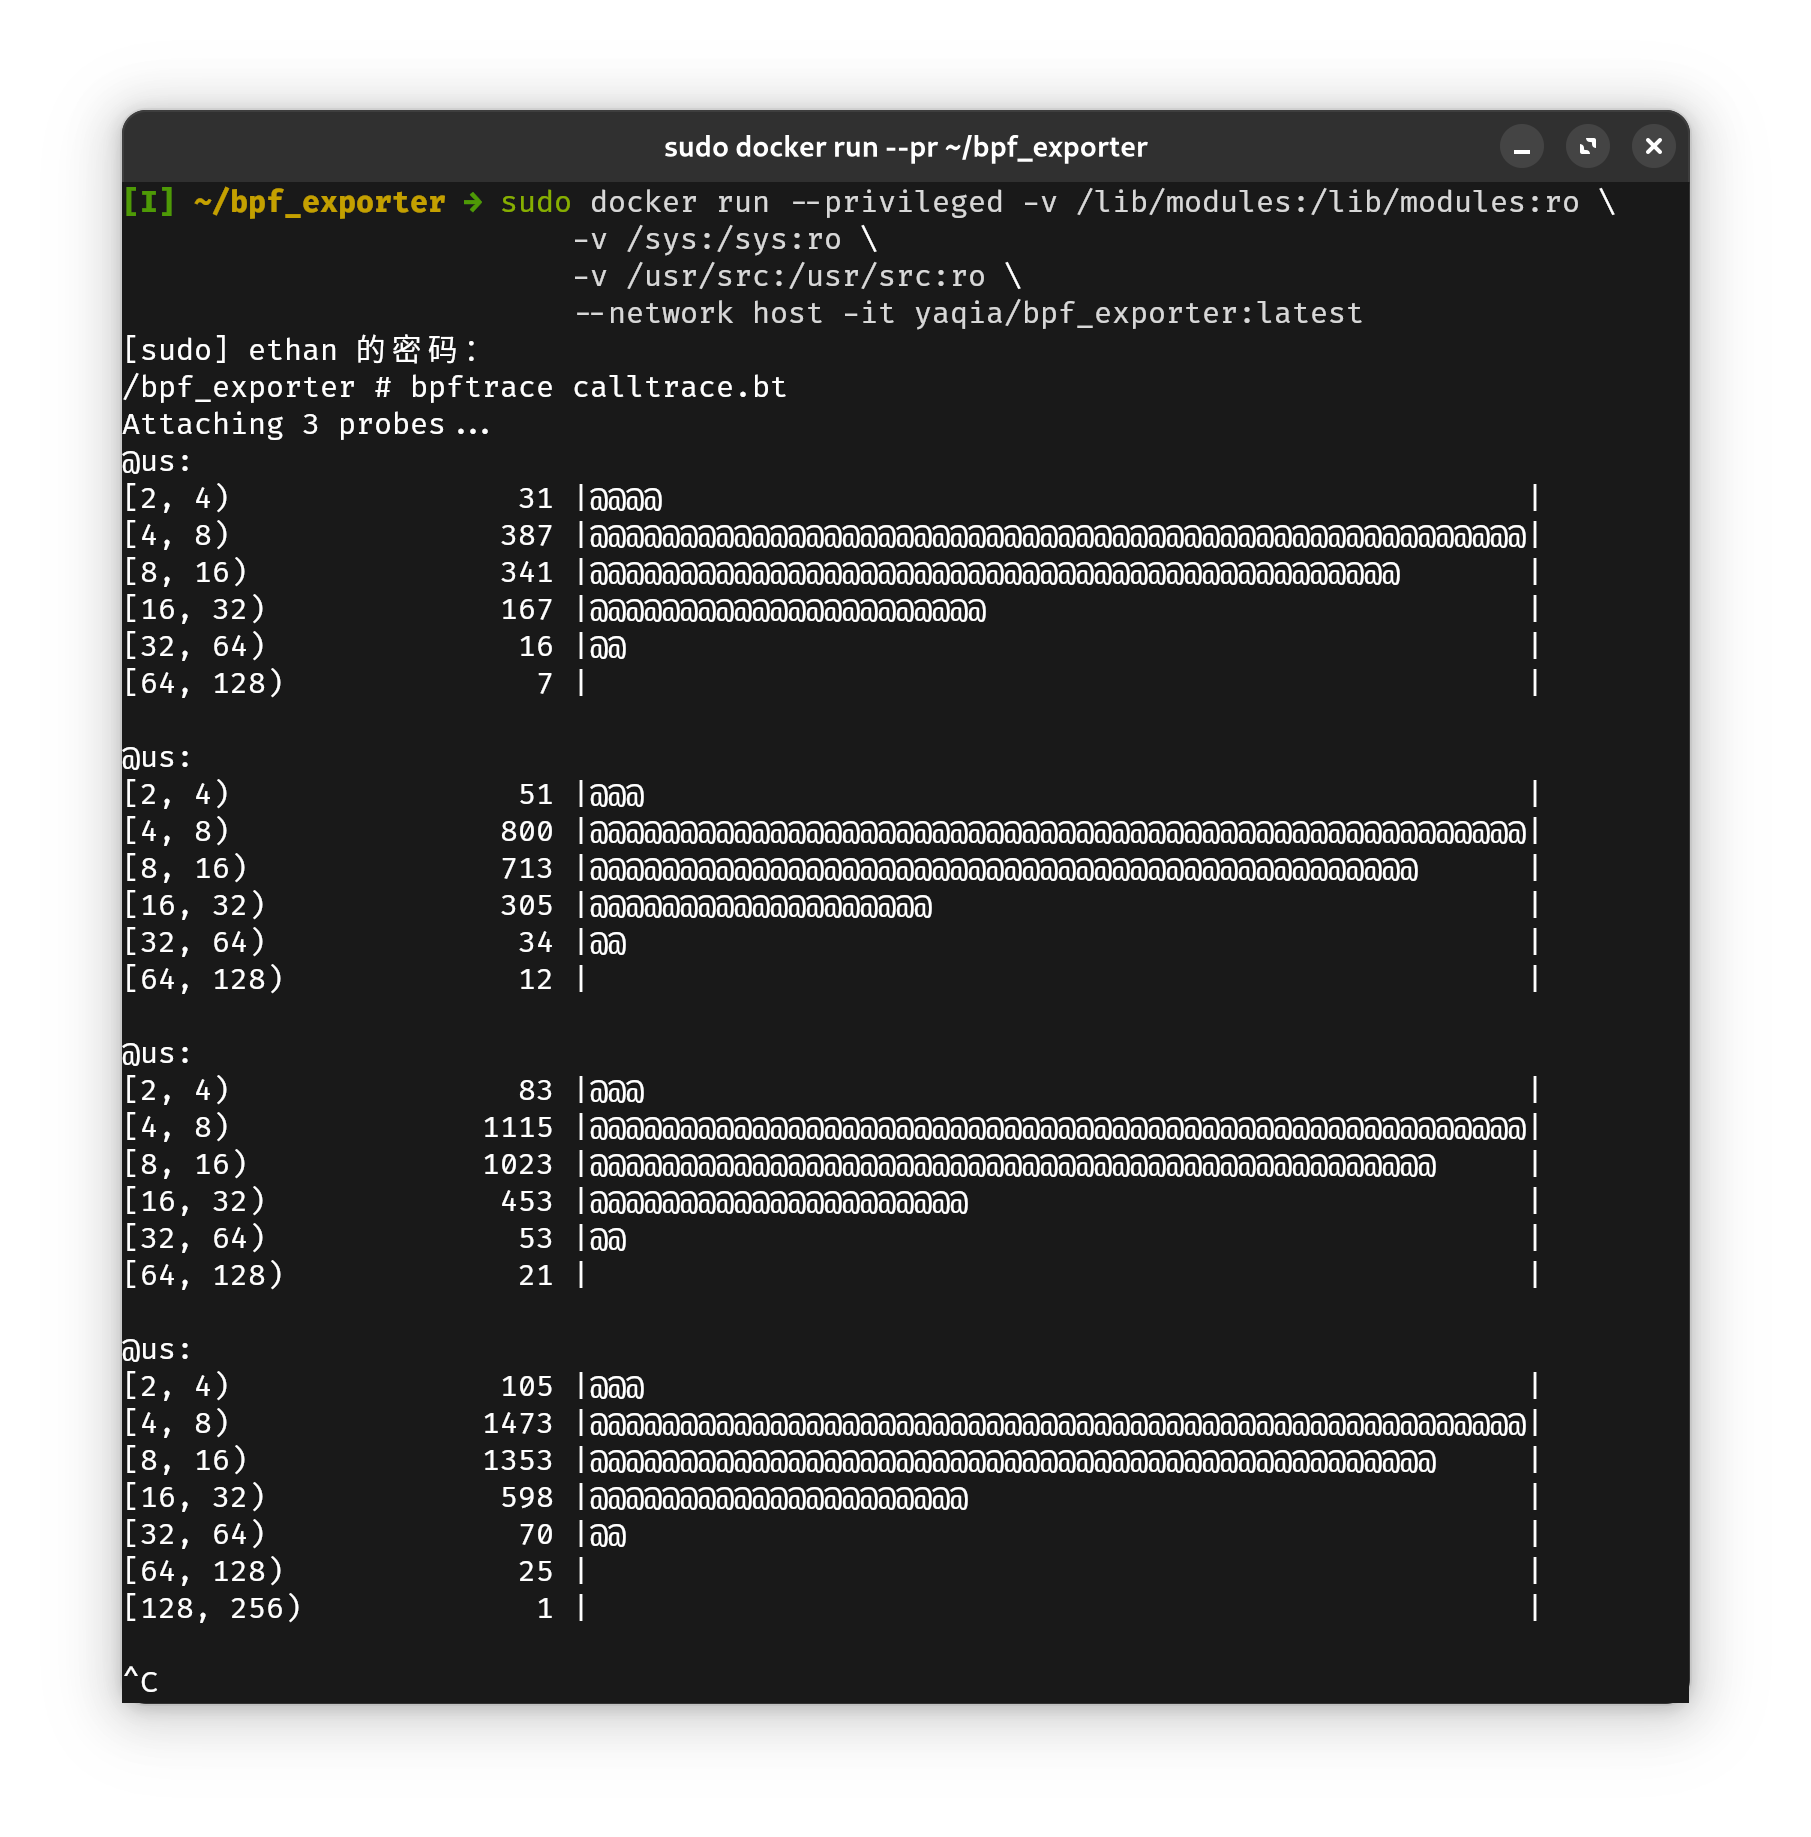 sudo docker run --pr ~/bpf_exporter
[I] ~/bpf_exporter → sudo docker run --privileged -v /lib/modules:/lib/modules:ro \
                         -v /sys:/sys:ro \
                         -v /usr/src:/usr/src:ro \
                         --network host -it yaqia/bpf_exporter:latest
[sudo] ethan 的密码：
/bpf_exporter # bpftrace calltrace.bt
Attaching 3 probes...
@us:
[2, 4)                31 |@@@@                                                |
[4, 8)               387 |@@@@@@@@@@@@@@@@@@@@@@@@@@@@@@@@@@@@@@@@@@@@@@@@@@@@|
[8, 16)              341 |@@@@@@@@@@@@@@@@@@@@@@@@@@@@@@@@@@@@@@@@@@@@@       |
[16, 32)             167 |@@@@@@@@@@@@@@@@@@@@@@                              |
[32, 64)              16 |@@                                                  |
[64, 128)              7 |                                                    |
@us:
[2, 4)                51 |@@@                                                 |
[4, 8)               800 |@@@@@@@@@@@@@@@@@@@@@@@@@@@@@@@@@@@@@@@@@@@@@@@@@@@@|
[8, 16)              713 |@@@@@@@@@@@@@@@@@@@@@@@@@@@@@@@@@@@@@@@@@@@@@@      |
[16, 32)             305 |@@@@@@@@@@@@@@@@@@@                                 |
[32, 64)              34 |@@                                                  |
[64, 128)             12 |                                                    |
@us:
[2, 4)                83 |@@@                                                 |
[4, 8)              1115 |@@@@@@@@@@@@@@@@@@@@@@@@@@@@@@@@@@@@@@@@@@@@@@@@@@@@|
[8, 16)             1023 |@@@@@@@@@@@@@@@@@@@@@@@@@@@@@@@@@@@@@@@@@@@@@@@     |
[16, 32)             453 |@@@@@@@@@@@@@@@@@@@@@                               |
[32, 64)              53 |@@                                                  |
[64, 128)             21 |                                                    |
@us:
[2, 4)               105 |@@@                                                 |
[4, 8)              1473 |@@@@@@@@@@@@@@@@@@@@@@@@@@@@@@@@@@@@@@@@@@@@@@@@@@@@|
[8, 16)             1353 |@@@@@@@@@@@@@@@@@@@@@@@@@@@@@@@@@@@@@@@@@@@@@@@     |
[16, 32)             598 |@@@@@@@@@@@@@@@@@@@@@                               |
[32, 64)              70 |@@                                                  |
[64, 128)             25 |                                                    |
[128, 256)             1 |                                                    |
^C